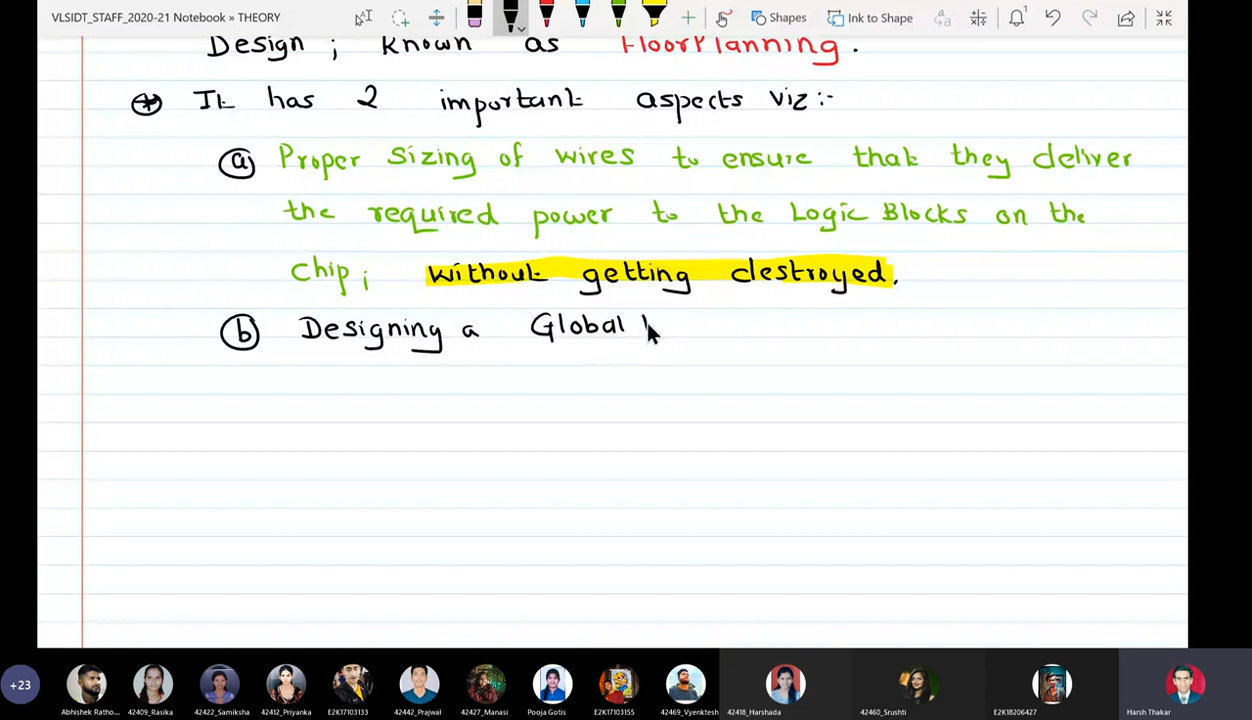 VLSIDT_STAFF_2020-21 Notebook » THEORY
Shapes
Ink to Shape
Design ; Known as FloorPlanning .
It has 2 important aspects viz :-
(a) Proper sizing of wires to ensure that they deliver
the required power to the Logic Blocks on the
chip; without getting destroyed.
(b) Designing a Global
+23
Abhishek Ratho...
42409_Rasika
42422_Samiksha
42412_Priyanka
E2K17103133
42442_Prajwal
42427_Manasi
Pooja Gotis
E2K17103155
42469_Vyenktesh
42418_Harshada
42460_Srushti
E2K18206427
Harsh Thakar